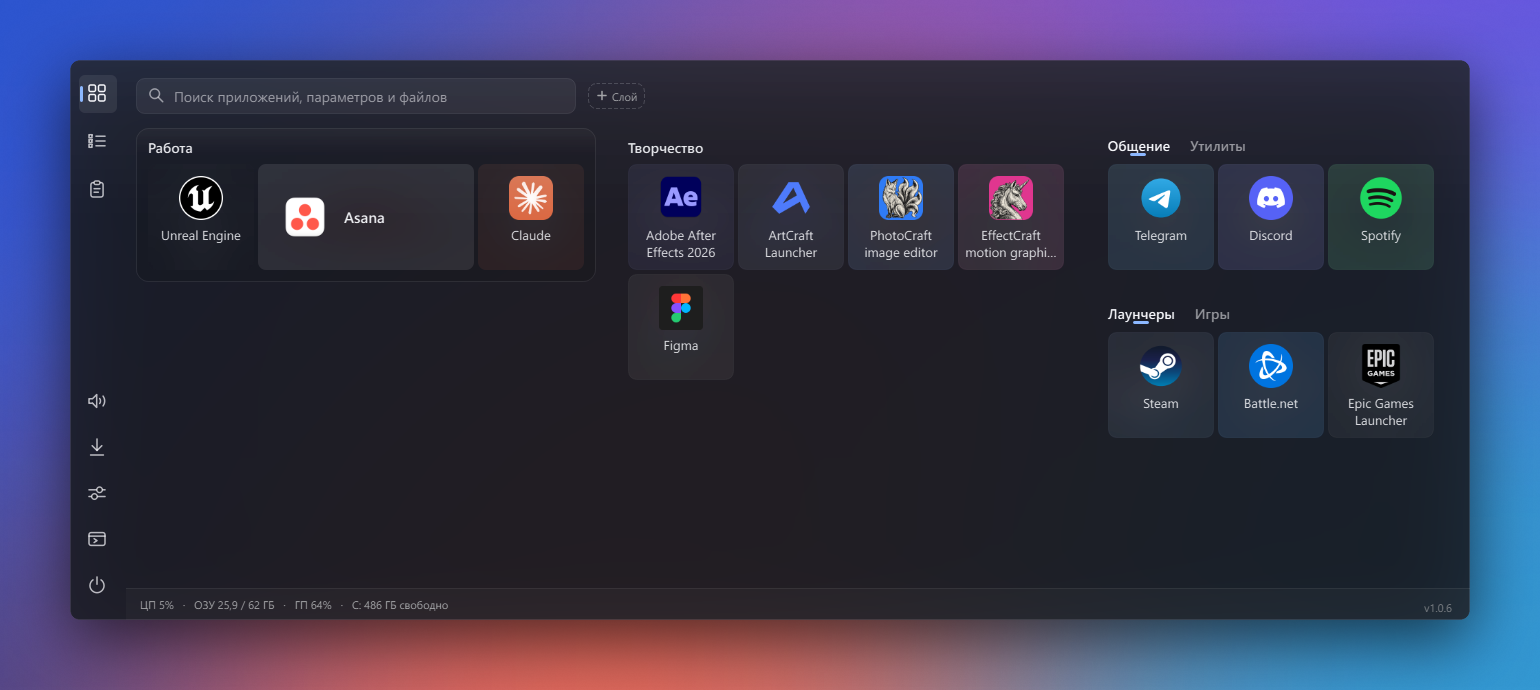 Поиск приложений, параметров и файлов
+ Слой
Работа
Unreal Engine
Asana
Claude
Творчество
Ae
Adobe After
Effects 2026
ArtCraft
Launcher
PhotoCraft
image editor
EffectCraft
motion graphi...
Figma
Общение Утилиты
Telegram
Discord
Spotify
Лаунчеры Игры
Steam
Battle.net
EPIC
GAMES
Epic Games
Launcher
ЦП 5% · ОЗУ 25,9 / 62 ГБ · ГП 64% · C: 486 ГБ свободно
v1.0.6